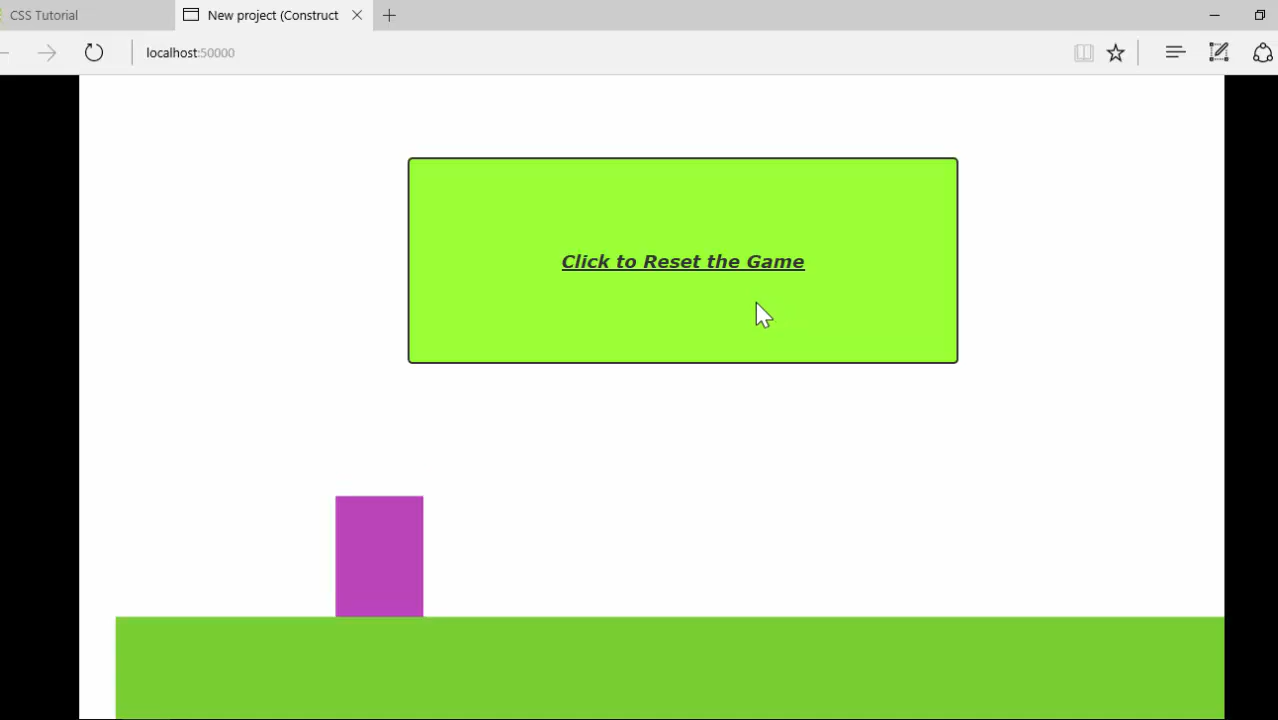 CSS Tutorial
New project (Construct
localhost:50000
Click to Reset the Game